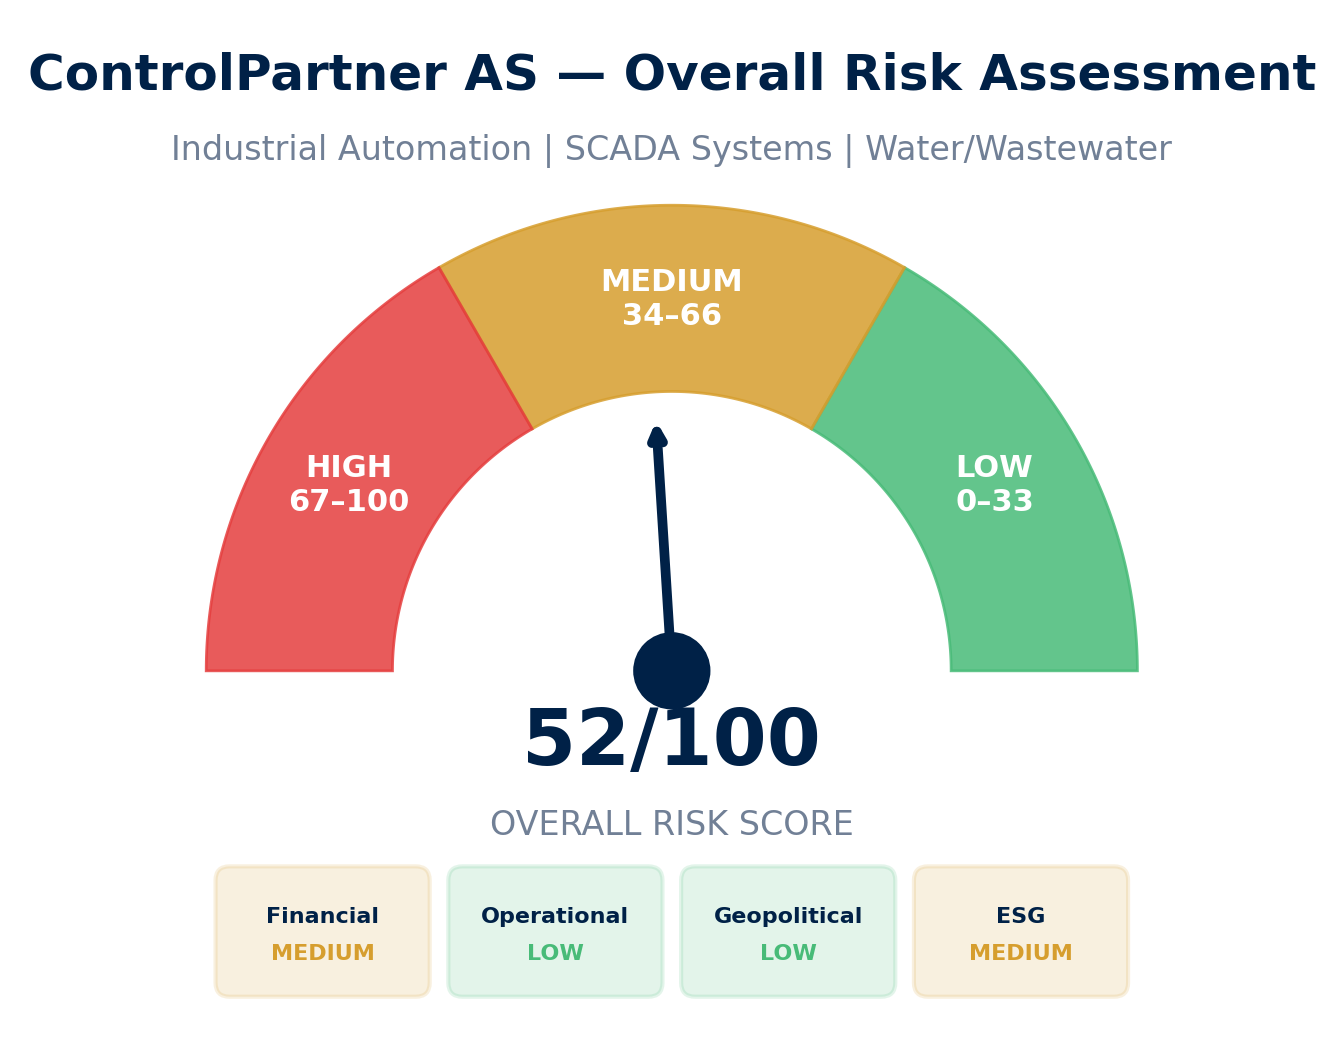 ControlPartner AS — Overall Risk Assessment
Industrial Automation | SCADA Systems | Water/Wastewater
MEDIUM
34–66
HIGH
67–100
LOW
0–33
52/100
OVERALL RISK SCORE
Financial
MEDIUM
Operational
LOW
Geopolitical
LOW
ESG
MEDIUM